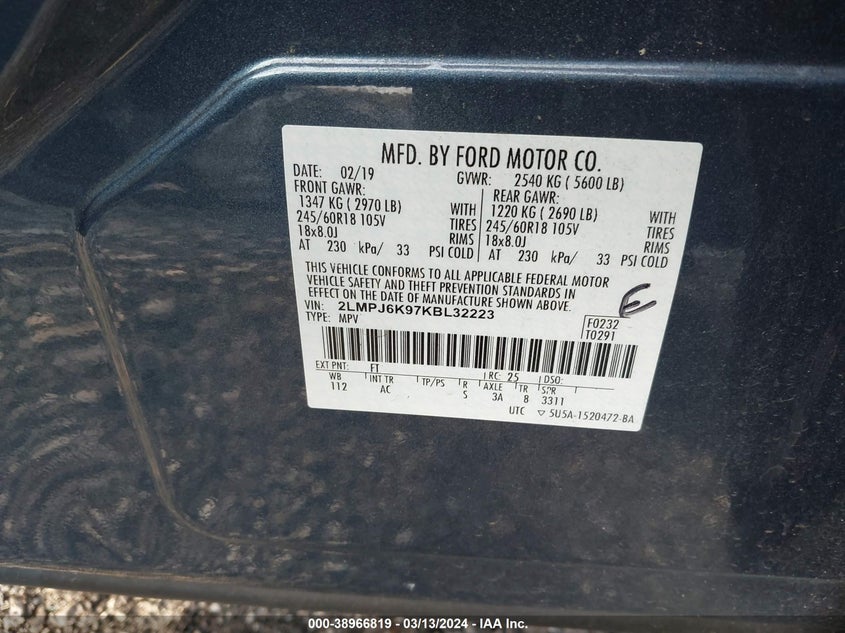 MFD. BY FORD MOTOR CO.
DATE: 02/19 GVWR: 2540 KG ( 5600 LB)
FRONT GAWR: REAR GAWR:
1347 KG ( 2970 LB) WITH 1220 KG ( 2690 LB) WITH
245/60R18 105V TIRES 245/60R18 105V TIRES
18x8.0J RIMS 18x8.0J RIMS
AT 230 kPa/ 33 PSI COLD AT 230 kPa/ 33 PSI COLD
THIS VEHICLE CONFORMS TO ALL APPLICABLE FEDERAL MOTOR
VEHICLE SAFETY AND THEFT PREVENTION STANDARDS IN
EFFECT ON THE DATE OF MANUFACTURE SHOWN ABOVE.
VIN: 2LMPJ6K97KBL32223 F0232
TYPE: MPV T0291
E
EXT PNT: FT RC: 25 DSO:
WB INT TR TP/PS R AXLE TR SPR
112 AC S 3A 8 3311
UTC ▽ 5U5A-1520472-BA
000-38966819 - 03/13/2024 - IAA Inc.